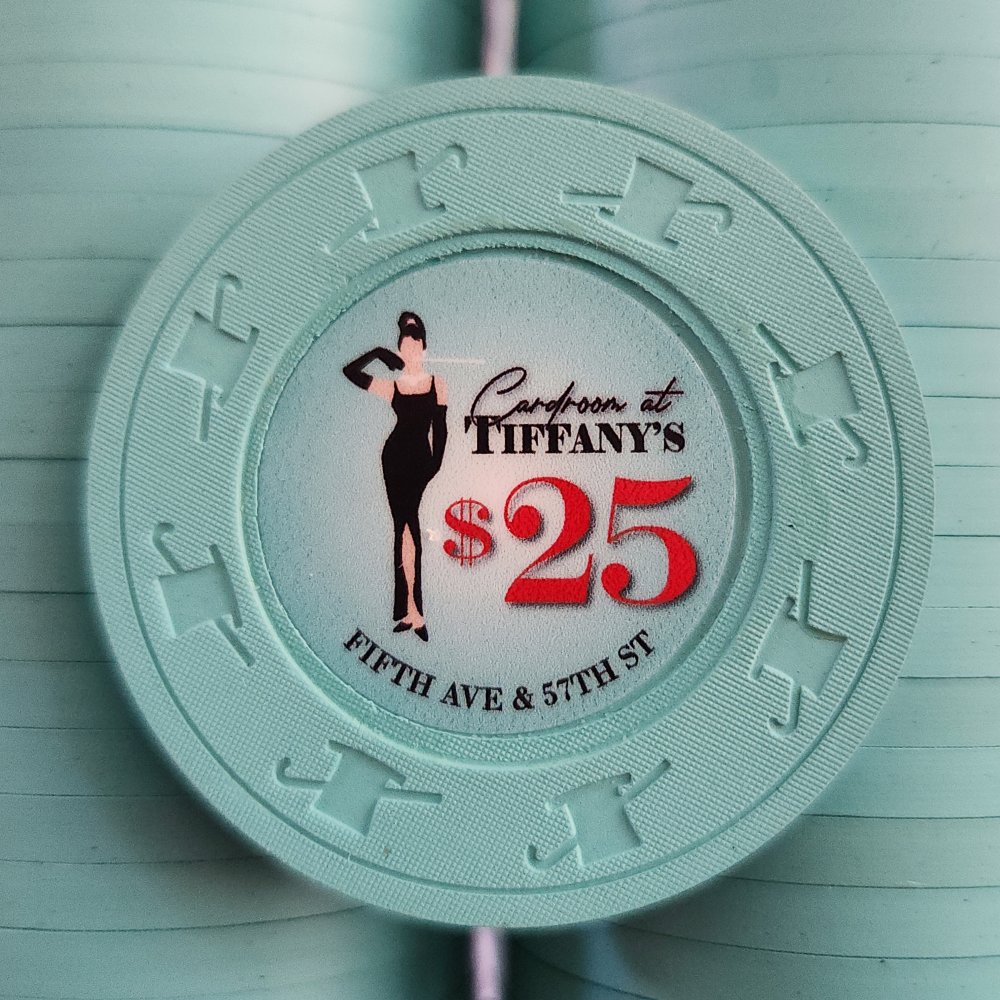 Cardroom at
TIFFANY'S
$25
FIFTH AVE & 57TH ST